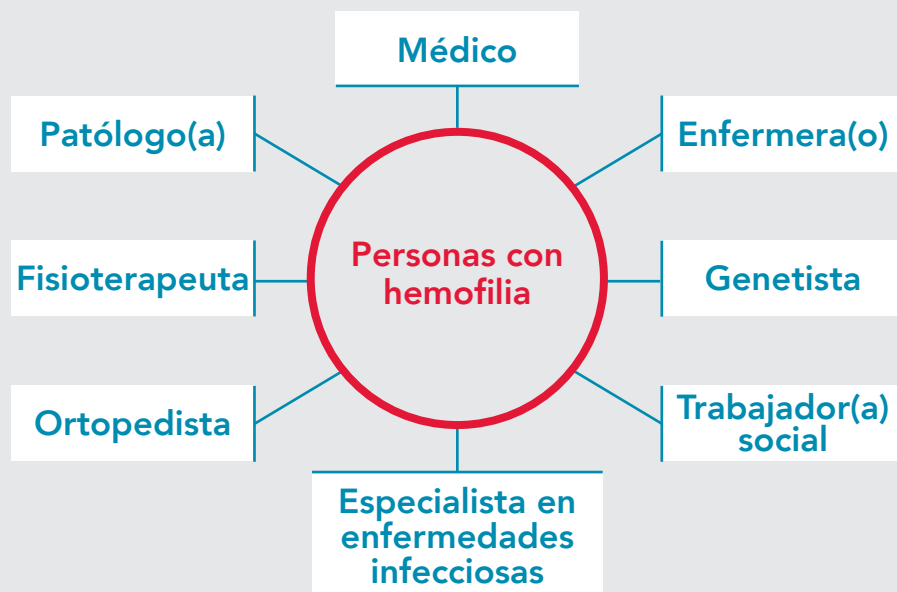 Médico
Patólogo(a)
Enfermera(o)
Fisioterapeuta
Personas con
hemofilia
Genetista
Ortopedista
Trabajador(a)
social
Especialista en
enfermedades
infecciosas